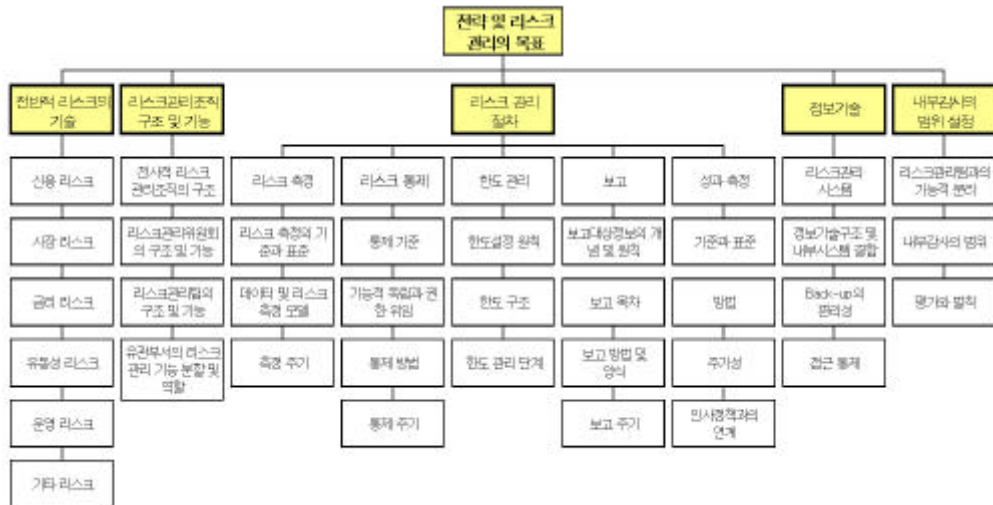 전략 및 리스크
관리의 목표
전반적 리스크의
기술
리스크관리조직
구조 및 기능
리스크 관리
절차
정보기술
내부감사의
범위 설정
신용 리스크
전사적 리스크
관리조직의 구조
리스크 측정
리스크 통제
한도 관리
보고
성과 측정
리스크관리
시스템
리스크관리팀과의
기능적 분리
시장 리스크
리스크관리위원회
의 구조 및 기능
리스크 측정의 기
준과 표준
통제 기준
한도설정 원칙
보고대상정보의 개
념 및 원칙
기준과 표준
정보기술구조 및
내부시스템 결합
내부감사의 범위
금리 리스크
리스크관리팀의
구조 및 기능
데이터 및 리스크
측정 모델
기능적 독립과 권
한 위임
한도 구조
보고 목차
방법
Back-up의
편리성
평가와 벌칙
유동성 리스크
유관부서의 리스크
관리 기능 분할 및
역할
측정 주기
통제 방법
한도 관리 단계
보고 방법 및
양식
주기성
접근 통제
운영 리스크
통제 주기
보고 주기
인사정책과의
연계
기타 리스크